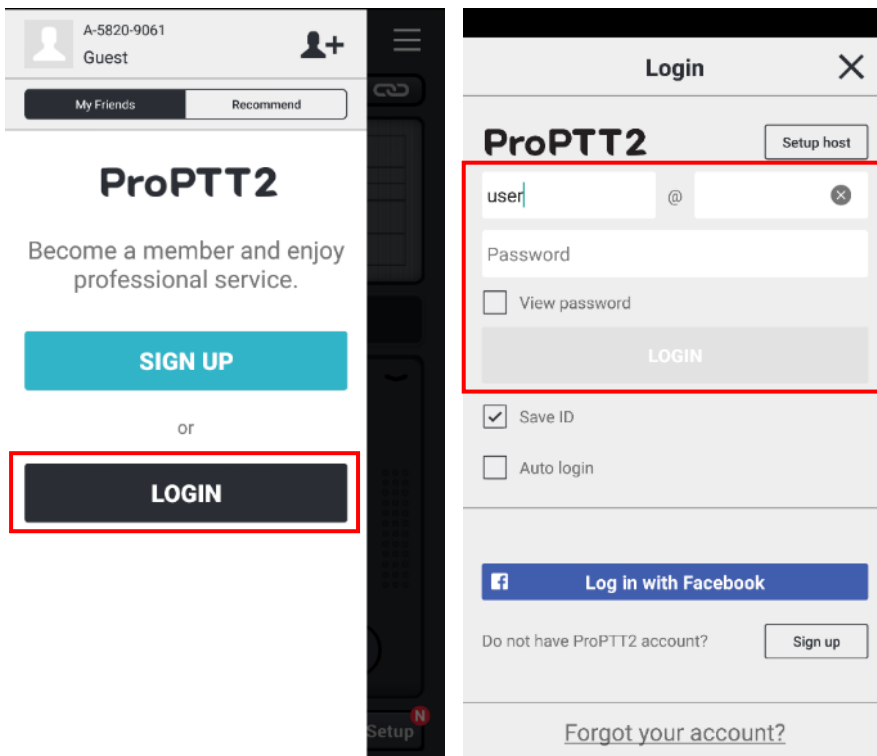 A-5820-9061
Guest
My Friends
Recommend
ProPTT2
Become a member and enjoy
professional service.
SIGN UP
or
LOGIN
Setup
N
Login
ProPTT2
Setup host
user
@
Password
View password
LOGIN
Save ID
Auto login
Log in with Facebook
Do not have ProPTT2 account?
Sign up
Forgot your account?